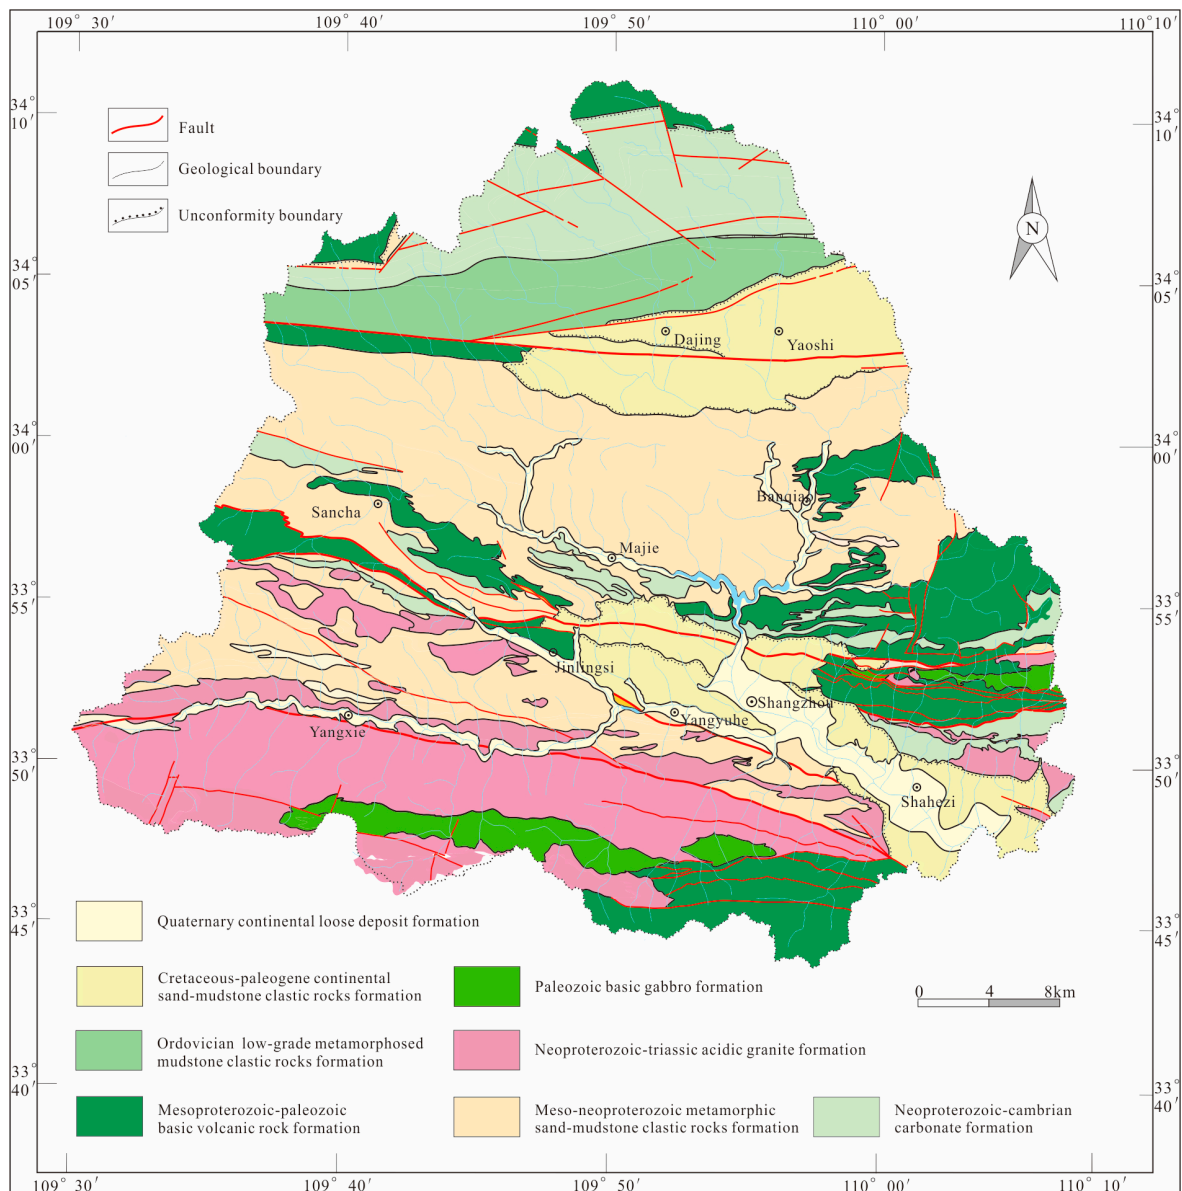 109° 30′ 109° 40′ 109° 50′ 110° 00′ 110° 10′
34°
10′
34°
10′
Fault
Geological boundary
Unconformity boundary
N
34°
05′
34°
05′
Dajing
Yaoshi
34°
00′
34°
00′
Banqiao
Sancha
Majie
33°
55′
33°
55′
Jinlingsi
Shangzhou
Yangyuhe
Yangxie
33°
50′
33°
50′
Shahezi
33°
45′
33°
45′
Quaternary continental loose deposit formation
Cretaceous-paleogene continental
sand-mudstone clastic rocks formation
Paleozoic basic gabbro formation
0 4 8km
Ordovician low-grade metamorphosed
mudstone clastic rocks formation
Neoproterozoic-triassic acidic granite formation
33°
40′
33°
40′
Mesoproterozoic-paleozoic
basic volcanic rock formation
Meso-neoproterozoic metamorphic
sand-mudstone clastic rocks formation
Neoproterozoic-cambrian
carbonate formation
109° 30′ 109° 40′ 109° 50′ 110° 00′ 110° 10′